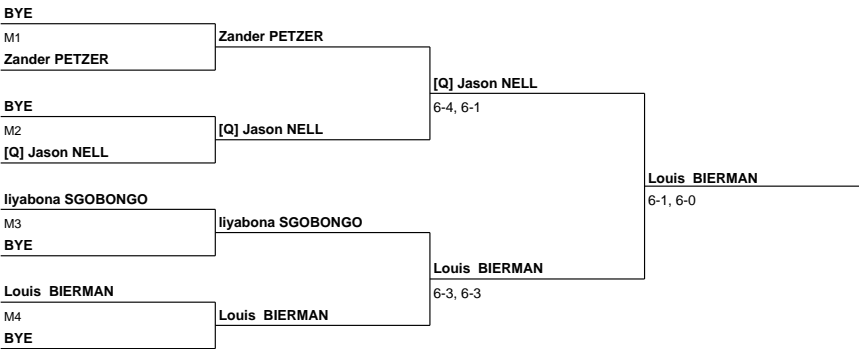 BYE
M1
Zander PETZER
BYE
M2
[Q] Jason NELL
Iiyabona SGOBONGO
M3
BYE
Louis  BIERMAN
M4
BYE
Zander PETZER
[Q] Jason NELL
Iiyabona SGOBONGO
Louis  BIERMAN
[Q] Jason NELL
6-4, 6-1
Louis  BIERMAN
6-3, 6-3
Louis  BIERMAN
6-1, 6-0